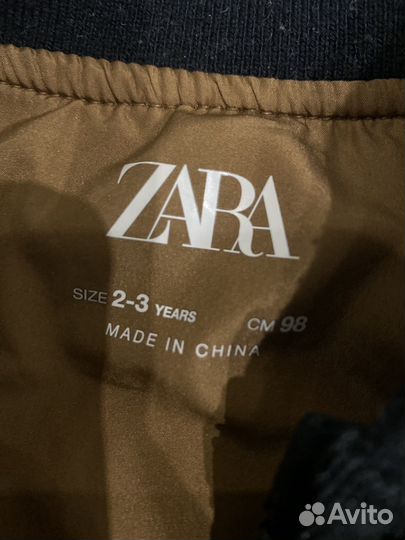 ZARA
SIZE 2-3 YEARS CM 98
MADE IN CHINA
Avito